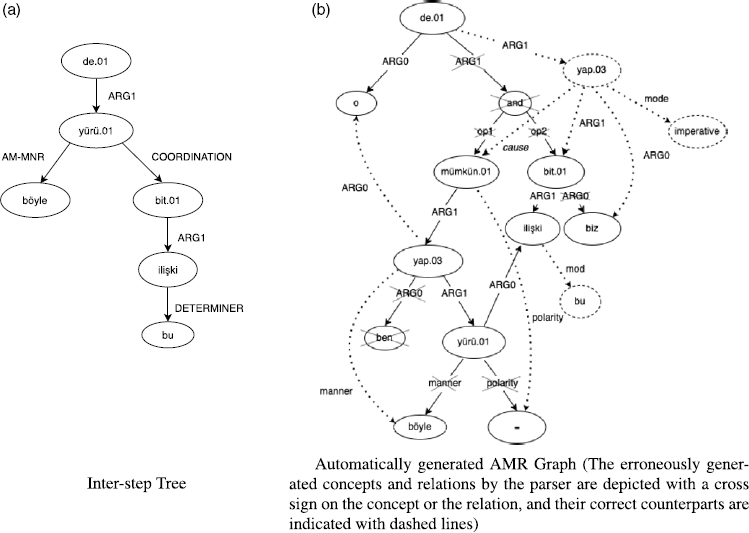 (a)
(b)
de.01
ARG1
yürü.01
AM-MNR
COORDINATION
böyle
bit.01
ARG1
ilişki
DETERMINER
bu
Inter-step Tree
de.01
ARG1
ARG0
ARG1
yap.03
o
and
mode
imperative
op1
op2
ARG1
cause
ARG0
mümkün.01
bit.01
ARG0
ARG1
ARG1
ARG0
ilişki
biz
yap.03
mod
ARG0
ARG1
ARG0
bu
polarity
ben
yürü.01
manner
manner
polarity
böyle
-
Automatically generated AMR Graph (The erroneously gener-
ated concepts and relations by the parser are depicted with a cross
sign on the concept or the relation, and their correct counterparts are
indicated with dashed lines)